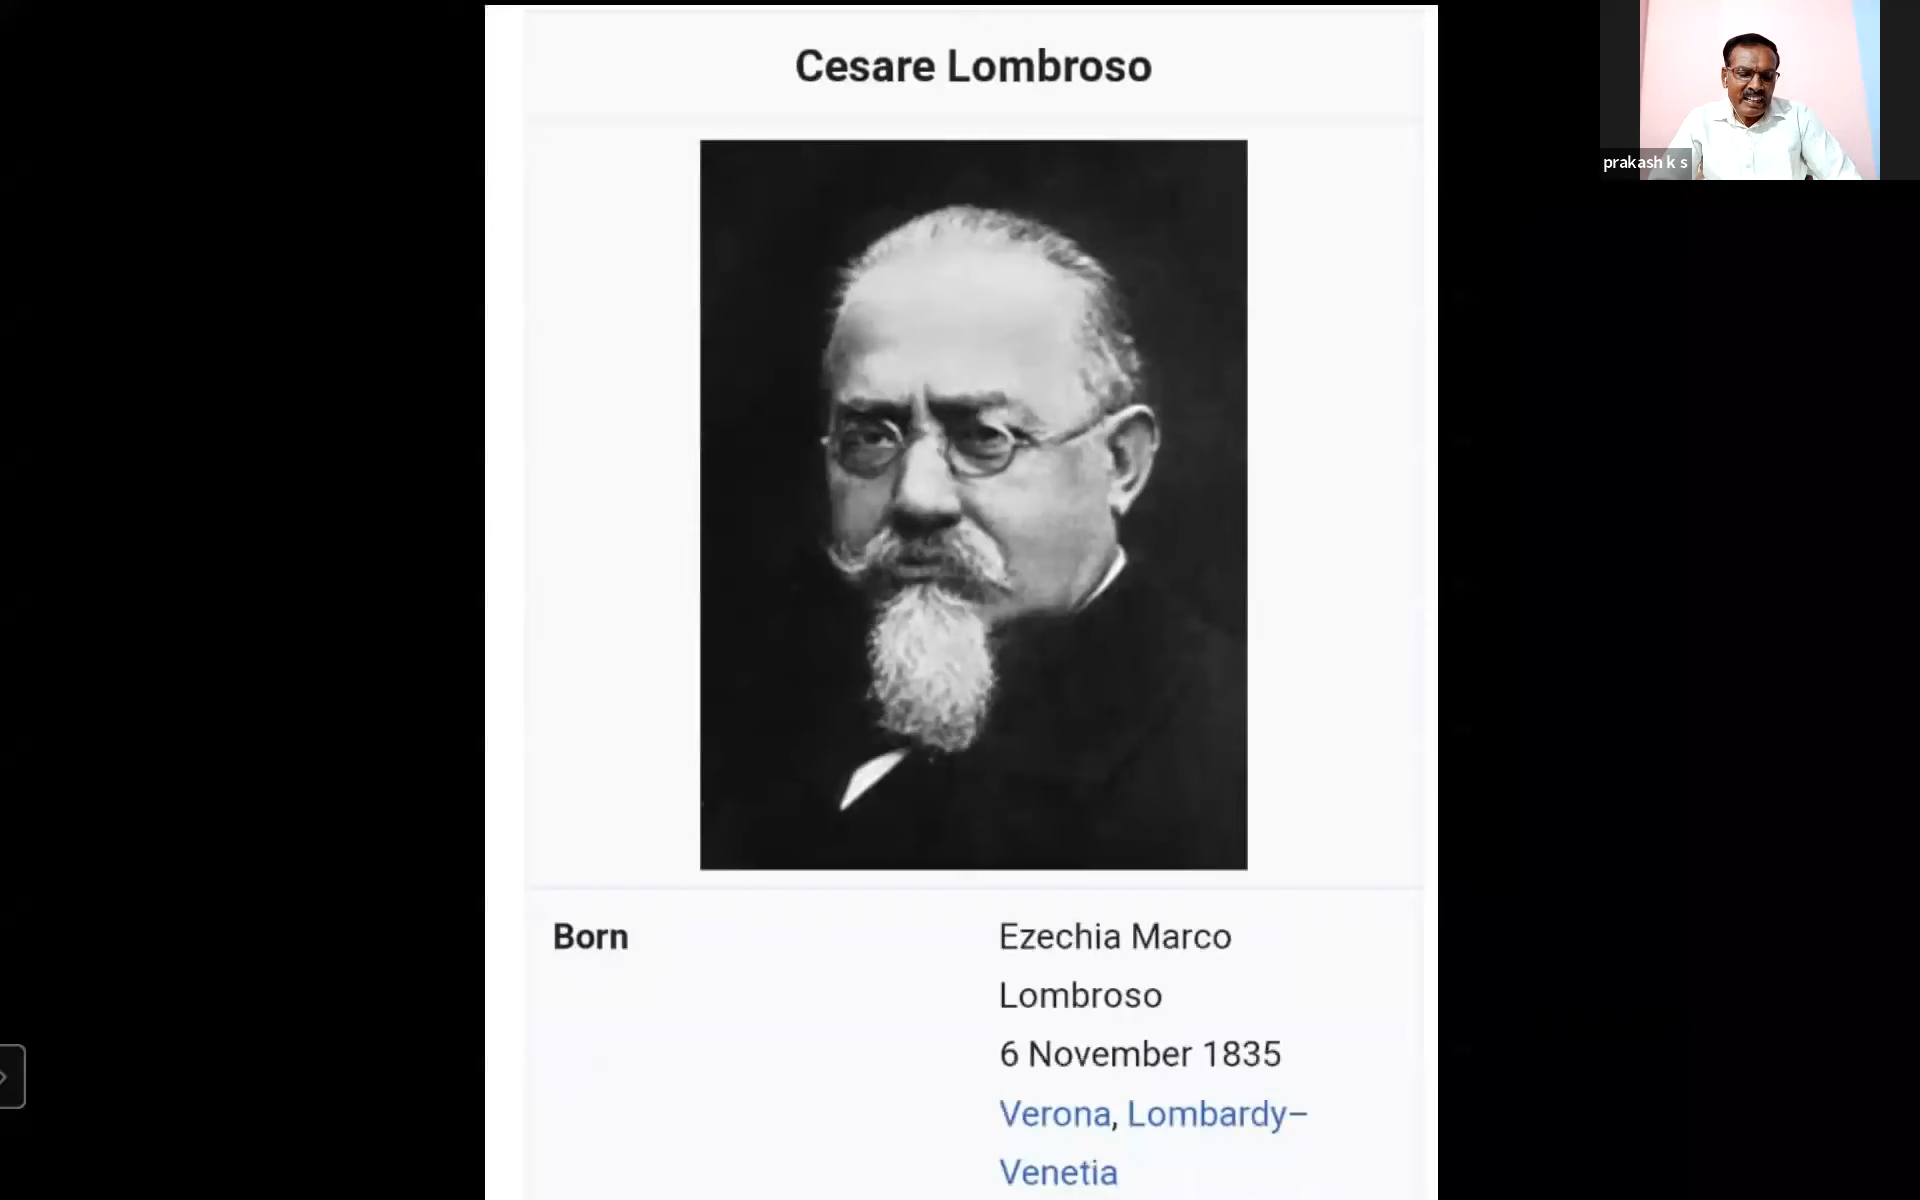 Cesare Lombroso
prakash k s
Born
Ezechia Marco
Lombroso
6 November 1835
Verona, Lombardy–
Venetia